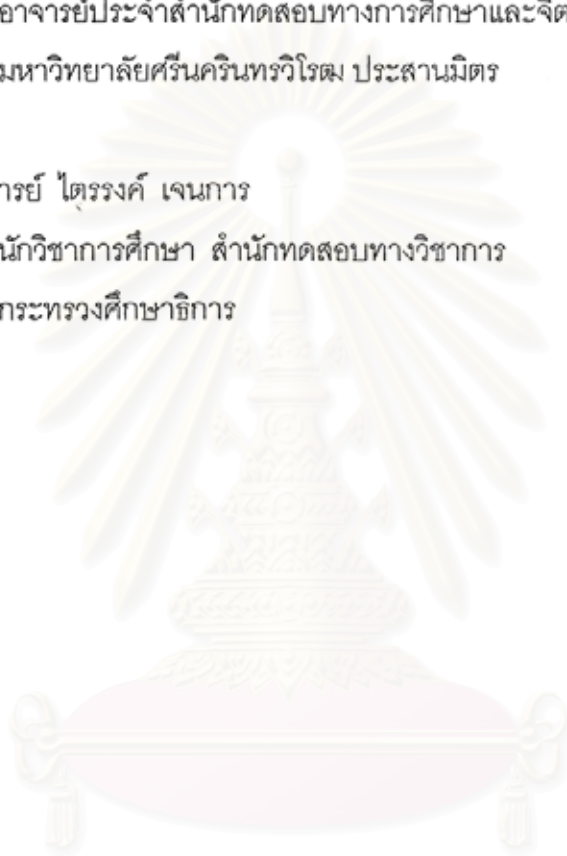 อาจารย์ประจำสำนักทดสอบทางการศึกษาและจิต
มหาวิทยาลัยศรีนครินทรวิโรฒ ประสานมิตร
ารย์ ไตรรงค์ เจนการ
นักวิชาการศึกษา สำนักทดสอบทางวิชาการ
กระทรวงศึกษาธิการ